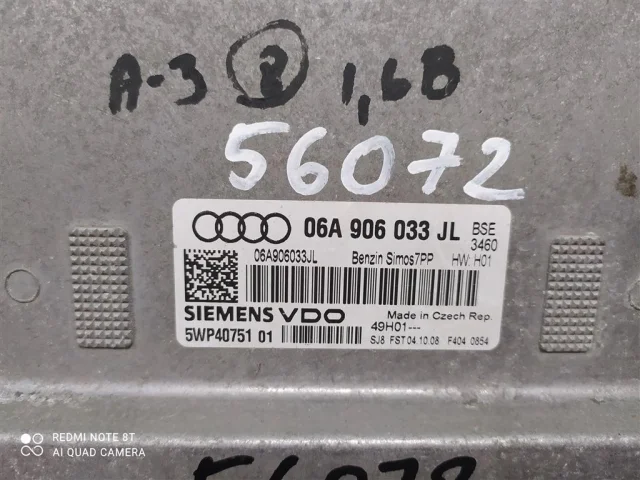 A-3 8 1,6B
56072
06A 906 033 JL BSE 3460
06A906033JL Benzin Simos7PP HW: H01
SIEMENS VDO Made in Czech Rep.
5WP40751 01 49H01---
SJ8 FST 04.10.08 F404 0854
REDMI NOTE 8T
AI QUAD CAMERA